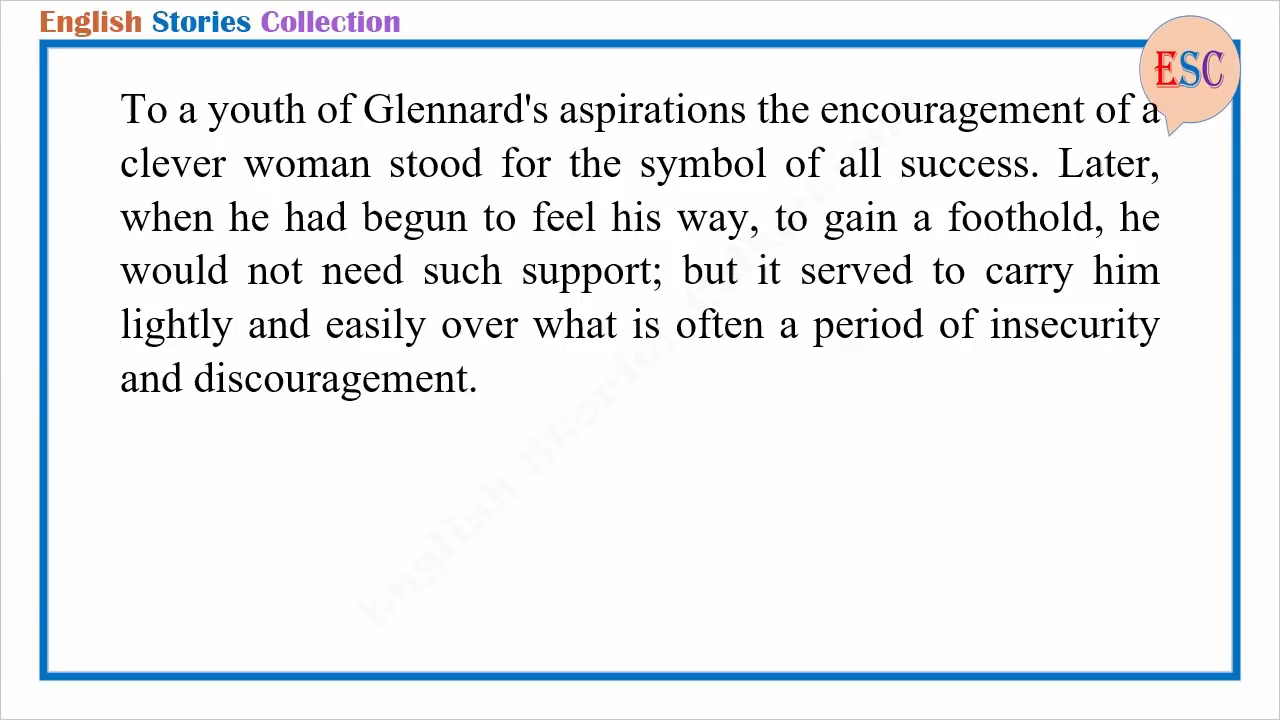 English Stories Collection
ESC
To a youth of Glennard's aspirations the encouragement of a
clever woman stood for the symbol of all success. Later,
when he had begun to feel his way, to gain a foothold, he
would not need such support; but it served to carry him
lightly and easily over what is often a period of insecurity
and discouragement.
English Stories Collection